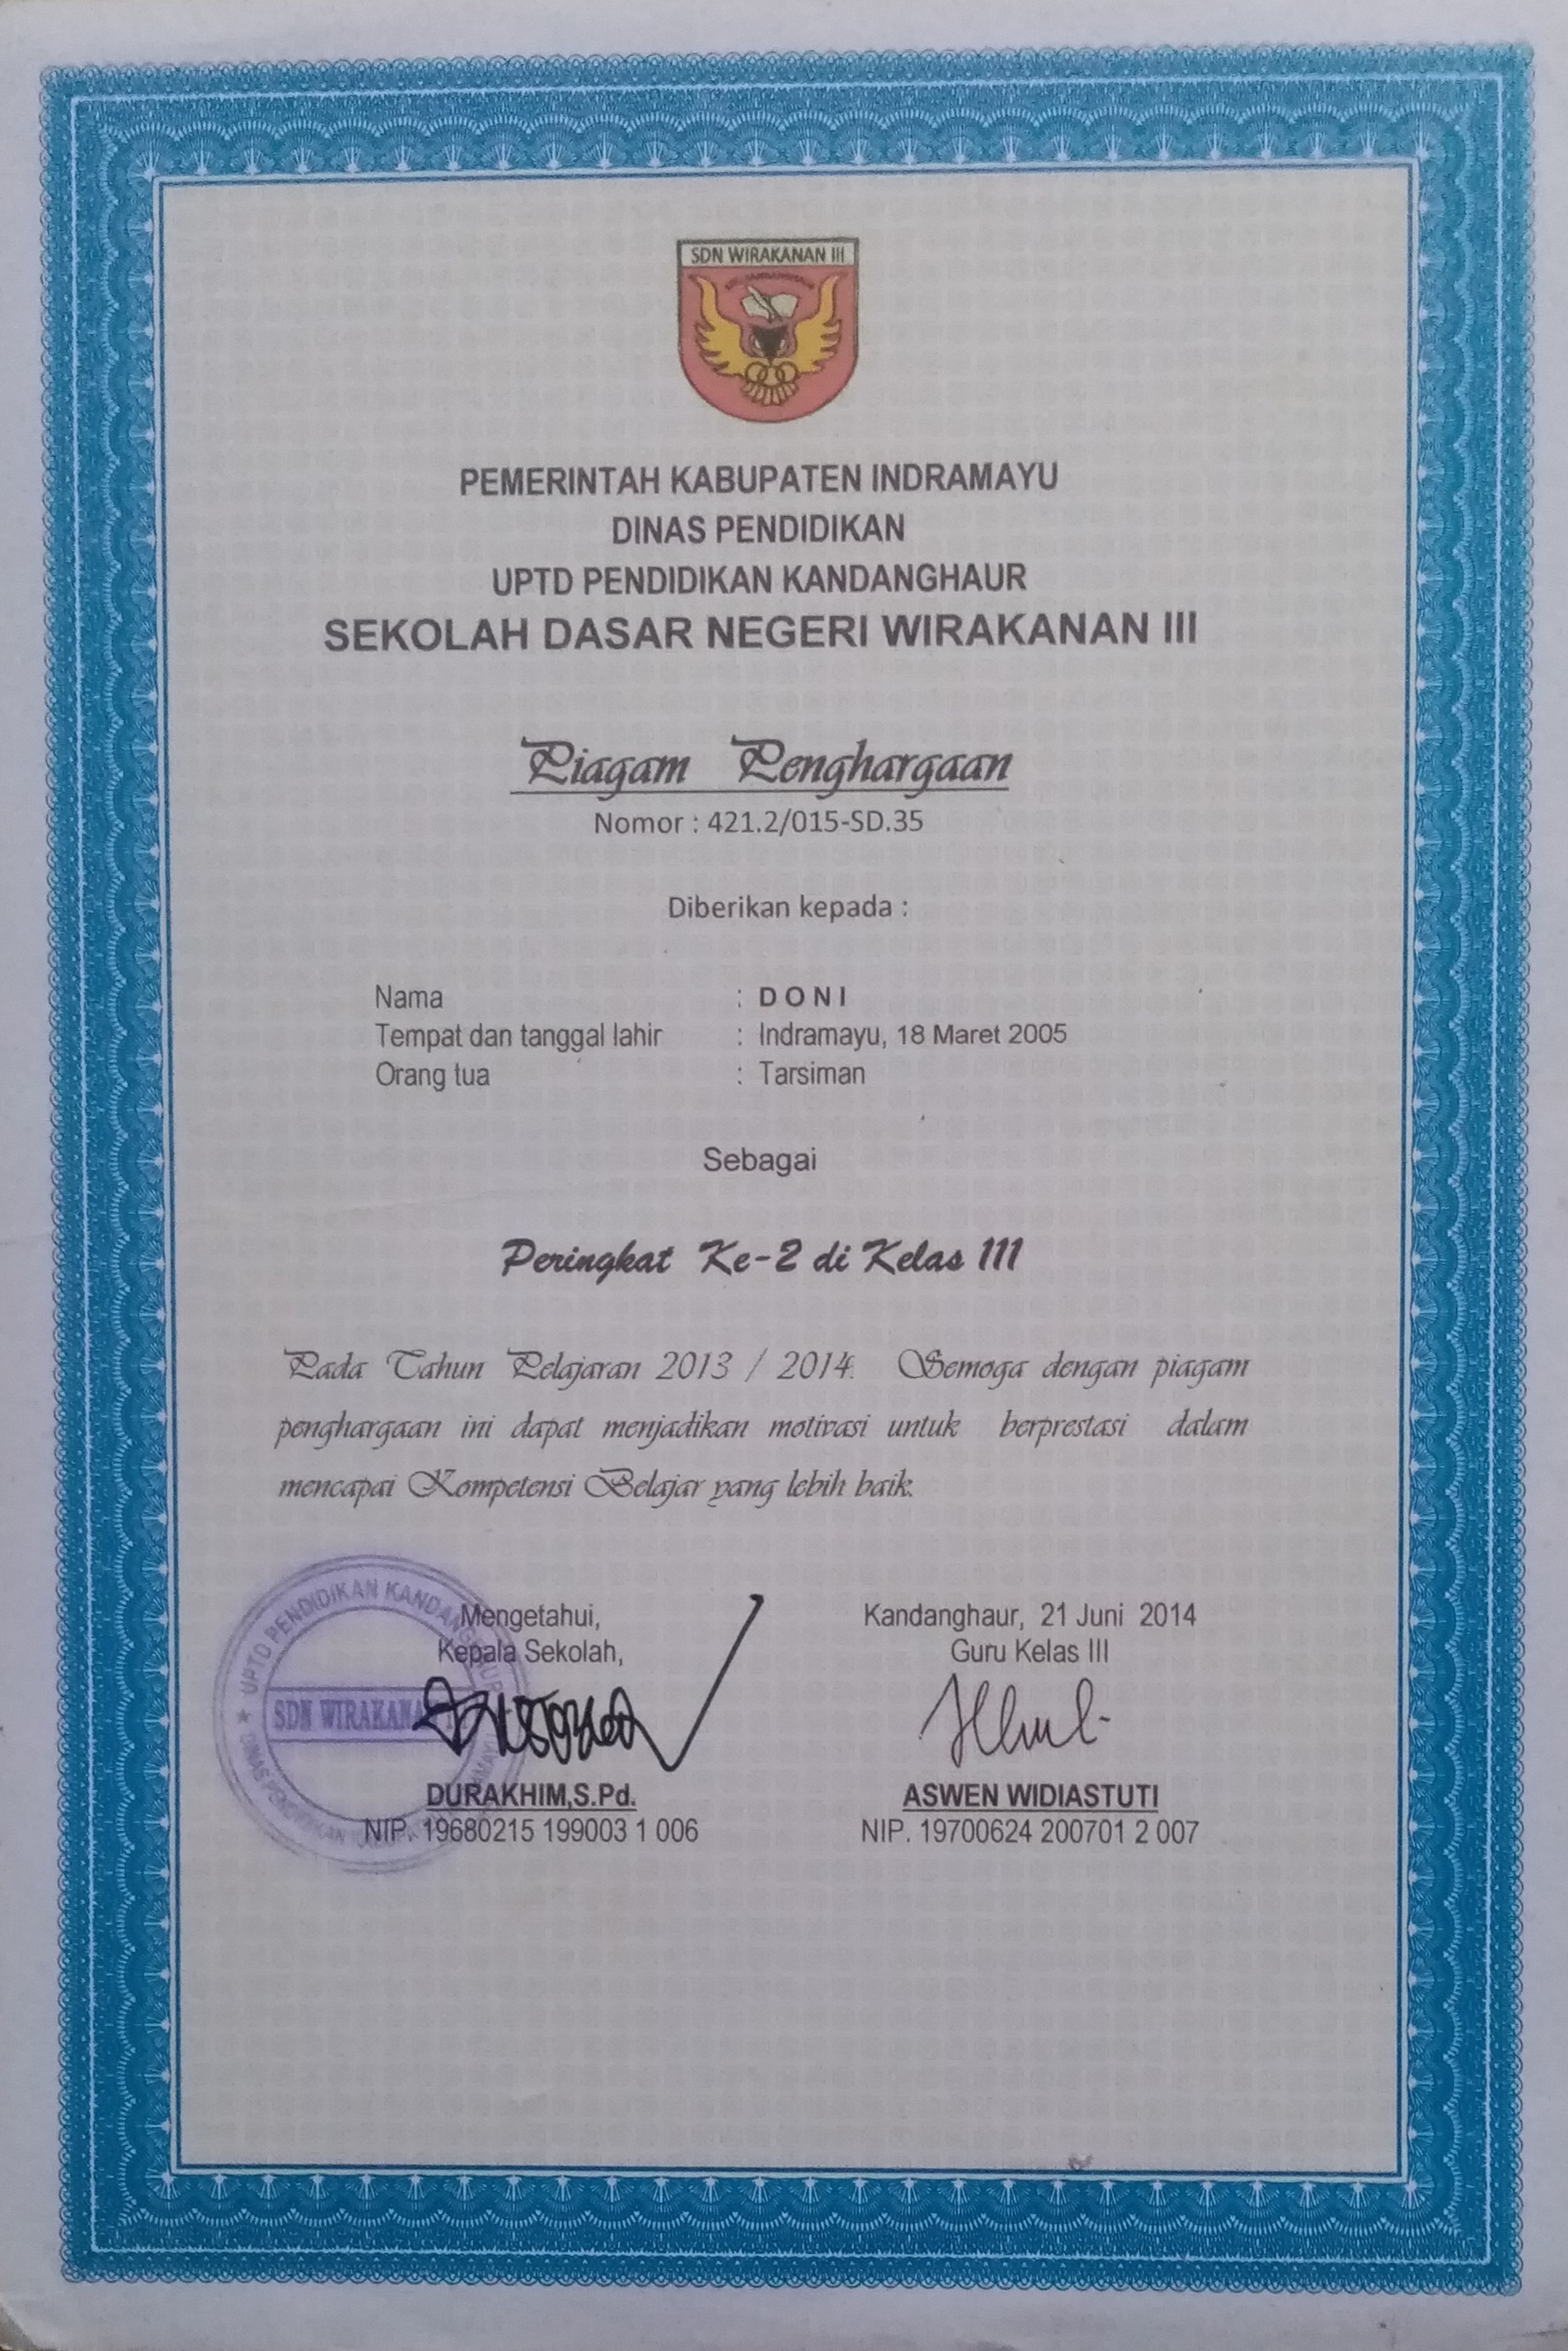 SDN WIRAKANAN III
PEMERINTAH KABUPATEN INDRAMAYU
DINAS PENDIDIKAN
UPTD PENDIDIKAN KANDANGHAUR
SEKOLAH DASAR NEGERI WIRAKANAN III
Piagam Penghargaan
Nomor : 421.2/015-SD.35
Diberikan kepada :
Nama : D O N I
Tempat dan tanggal lahir : Indramayu, 18 Maret 2005
Orang tua : Tarsiman
Sebagai
Peringkat Ke-2 di Kelas 111
Pada Tahun Pelajaran 2013 / 2014. Semoga dengan piagam
penghargaan ini dapat menjadikan motivasi untuk berprestasi dalam
mencapai Kompetensi Belajar yang lebih baik.
UPTD PENDIDIKAN KANDANGHAUR
SDN WIRAKANAN
DINAS PENDIDIKAN
Mengetahui,
Kepala Sekolah,
DURAKHIM,S.Pd.
NIP. 19680215 199003 1 006
Kandanghaur, 21 Juni 2014
Guru Kelas III
ASWEN WIDIASTUTI
NIP. 19700624 200701 2 007